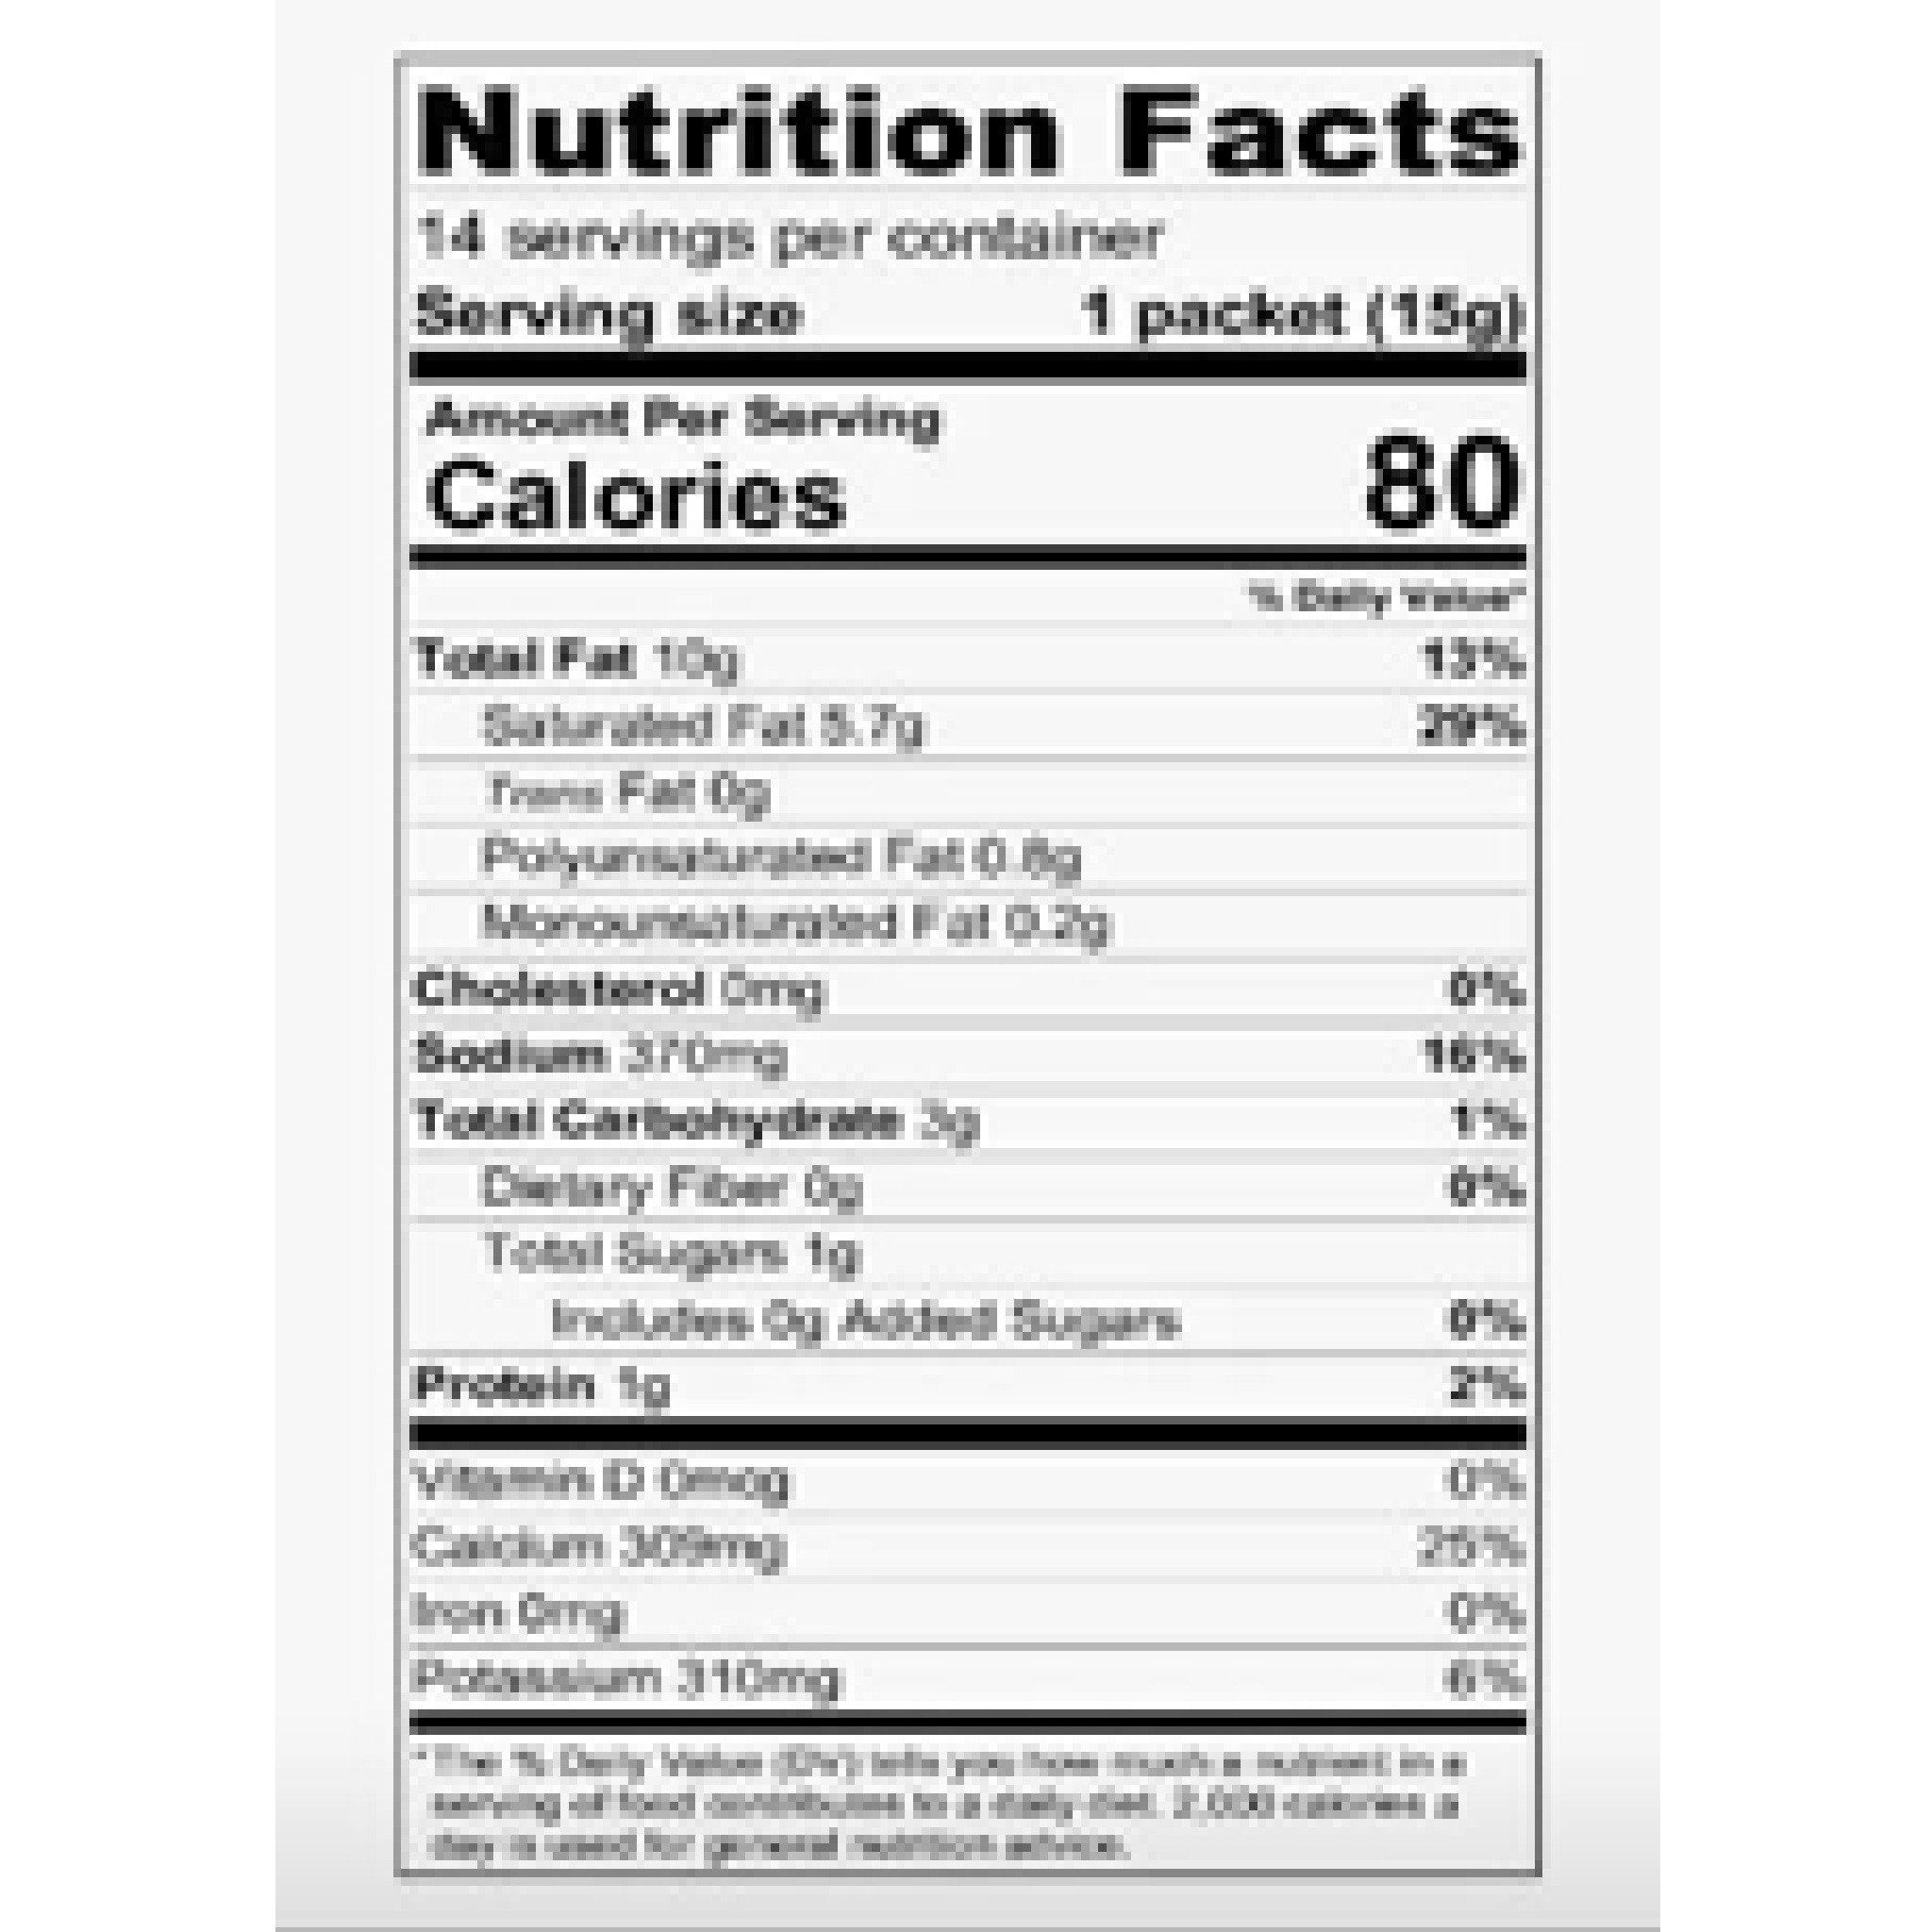 Nutrition Facts
14 servings per container
Serving size 1 packet (15g)
Amount Per Serving
Calories 80
% Daily Value*
Total Fat 10g 13%
Saturated Fat 5.7g 29%
Trans Fat 0g
Polyunsaturated Fat 0.8g
Monounsaturated Fat 0.2g
Cholesterol 0mg 0%
Sodium 370mg 16%
Total Carbohydrate 3g 1%
Dietary Fiber 0g 0%
Total Sugars 1g
Includes 0g Added Sugars 0%
Protein 1g 2%
Vitamin D 0mcg 0%
Calcium 309mg 25%
Iron 0mg 0%
Potassium 310mg 6%
*The % Daily Value (DV) tells you how much a nutrient in a
serving of food contributes to a daily diet. 2,000 calories a
day is used for general nutrition advice.